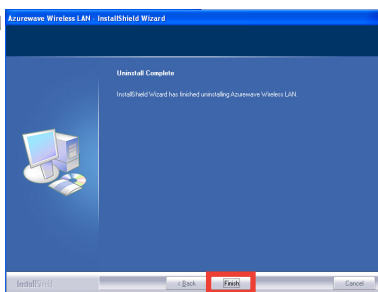 Azurewave Wireless LAN - InstallShield Wizard
Uninstall Complete
InstallShield Wizard has finished uninstalling Azurewave Wireless LAN.
InstallShield
< Back
Finish
Cancel